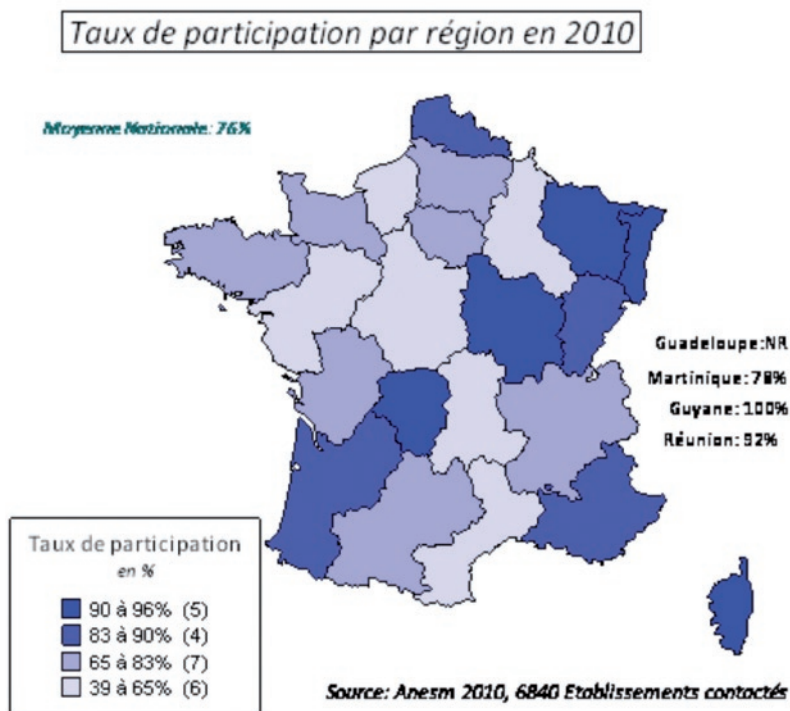 Taux de participation par région en 2010
Moyenne Nationale: 76%
Guadeloupe:NR
Martinique:78%
Guyane:100%
Réunion:92%
Taux de participation
en %
90 à 96% (5)
83 à 90% (4)
65 à 83% (7)
39 à 65% (6)
Source: Anesm 2010, 6840 Etablissements contactés